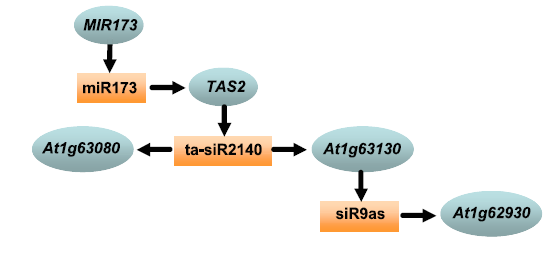 MIR173
miR173
TAS2
At1g63080
ta-siR2140
At1g63130
siR9as
At1g62930